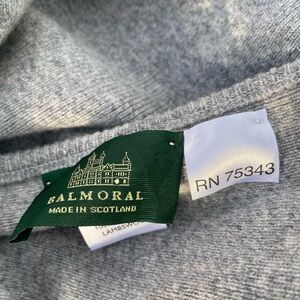 BALMORAL
MADE IN SCOTLAND
RN 75343
LAMBSWO